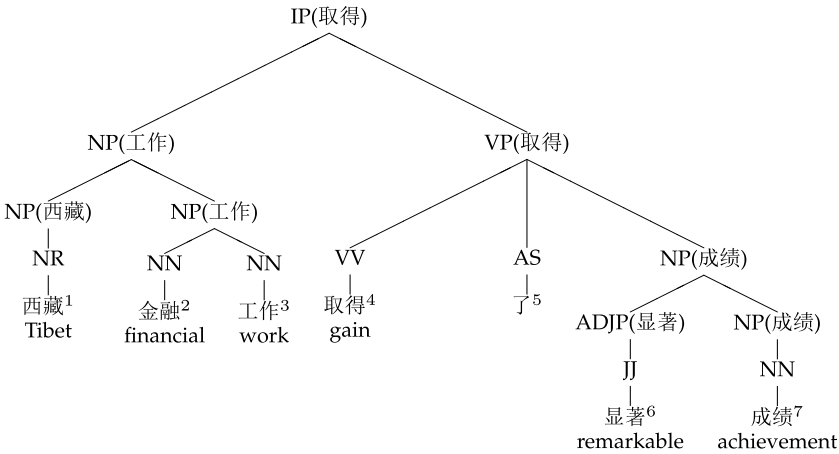 IP(取得)
NP(工作) VP(取得)
NP(西藏) NP(工作)
NR NN NN VV AS NP(成绩)
西藏1 金融2 工作3 取得4 了5 ADJP(显著) NP(成绩)
Tibet financial work gain
JJ NN
显著6 成绩7
remarkable achievement